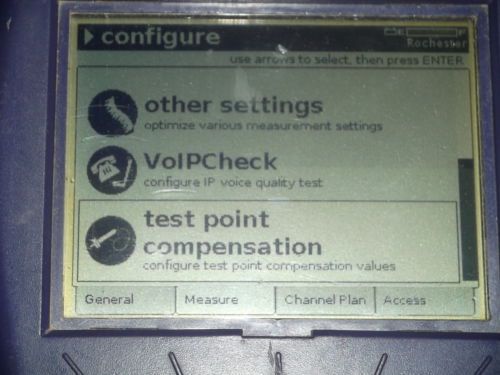 configure
E F
Rochester
use arrows to select, then press ENTER
other settings
optimize various measurement settings
VoIPCheck
configure IP voice quality test
test point
compensation
configure test point compensation values
General Measure Channel Plan Access